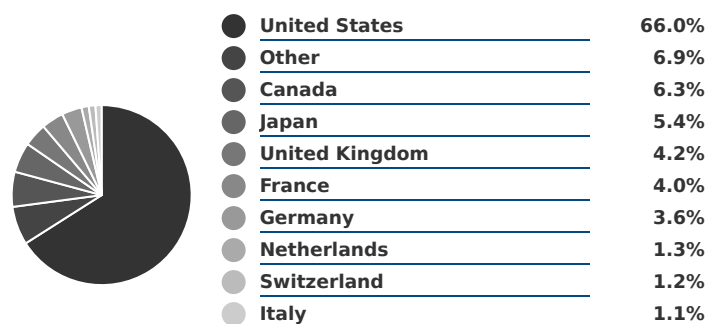 United States 66.0%
Other 6.9%
Canada 6.3%
Japan 5.4%
United Kingdom 4.2%
France 4.0%
Germany 3.6%
Netherlands 1.3%
Switzerland 1.2%
Italy 1.1%